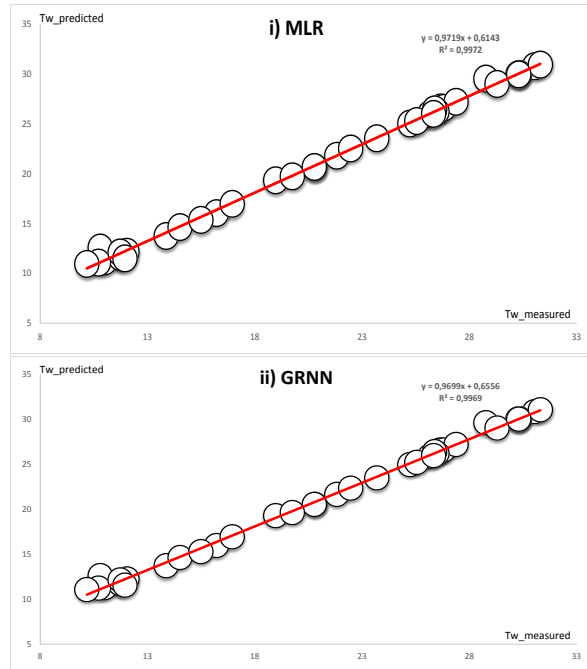 Tw_predicted
i) MLR
y = 0,9719x + 0,6143
R² = 0,9972
35
30
25
20
15
10
5
Tw_measured
8 13 18 23 28 33
Tw_predicted
ii) GRNN
y = 0,9699x + 0,6556
R² = 0,9969
35
30
25
20
15
10
5
Tw_measured
8 13 18 23 28 33